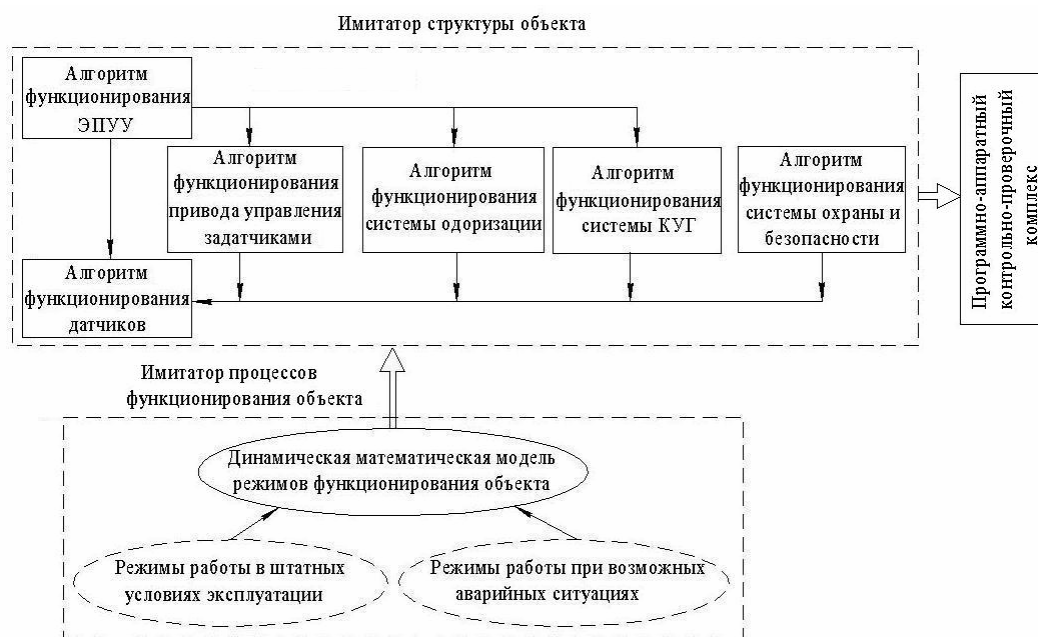 Имитатор структуры объекта
Алгоритм
функционирования
ЭПУУ
Алгоритм
функционирования
привода управления
задатчиками
Алгоритм
функционирования
системы одоризации
Алгоритм
функционирования
системы КУГ
Алгоритм
функционирования
системы охраны и
безопасности
Алгоритм
функционирования
датчиков
Программно-аппаратный
контрольно-проверочный
комплекс
Имитатор процессов
функционирования объекта
Динамическая математическая модель
режимов функционирования объекта
Режимы работы в штатных
условиях эксплуатации
Режимы работы при возможных
аварийных ситуациях